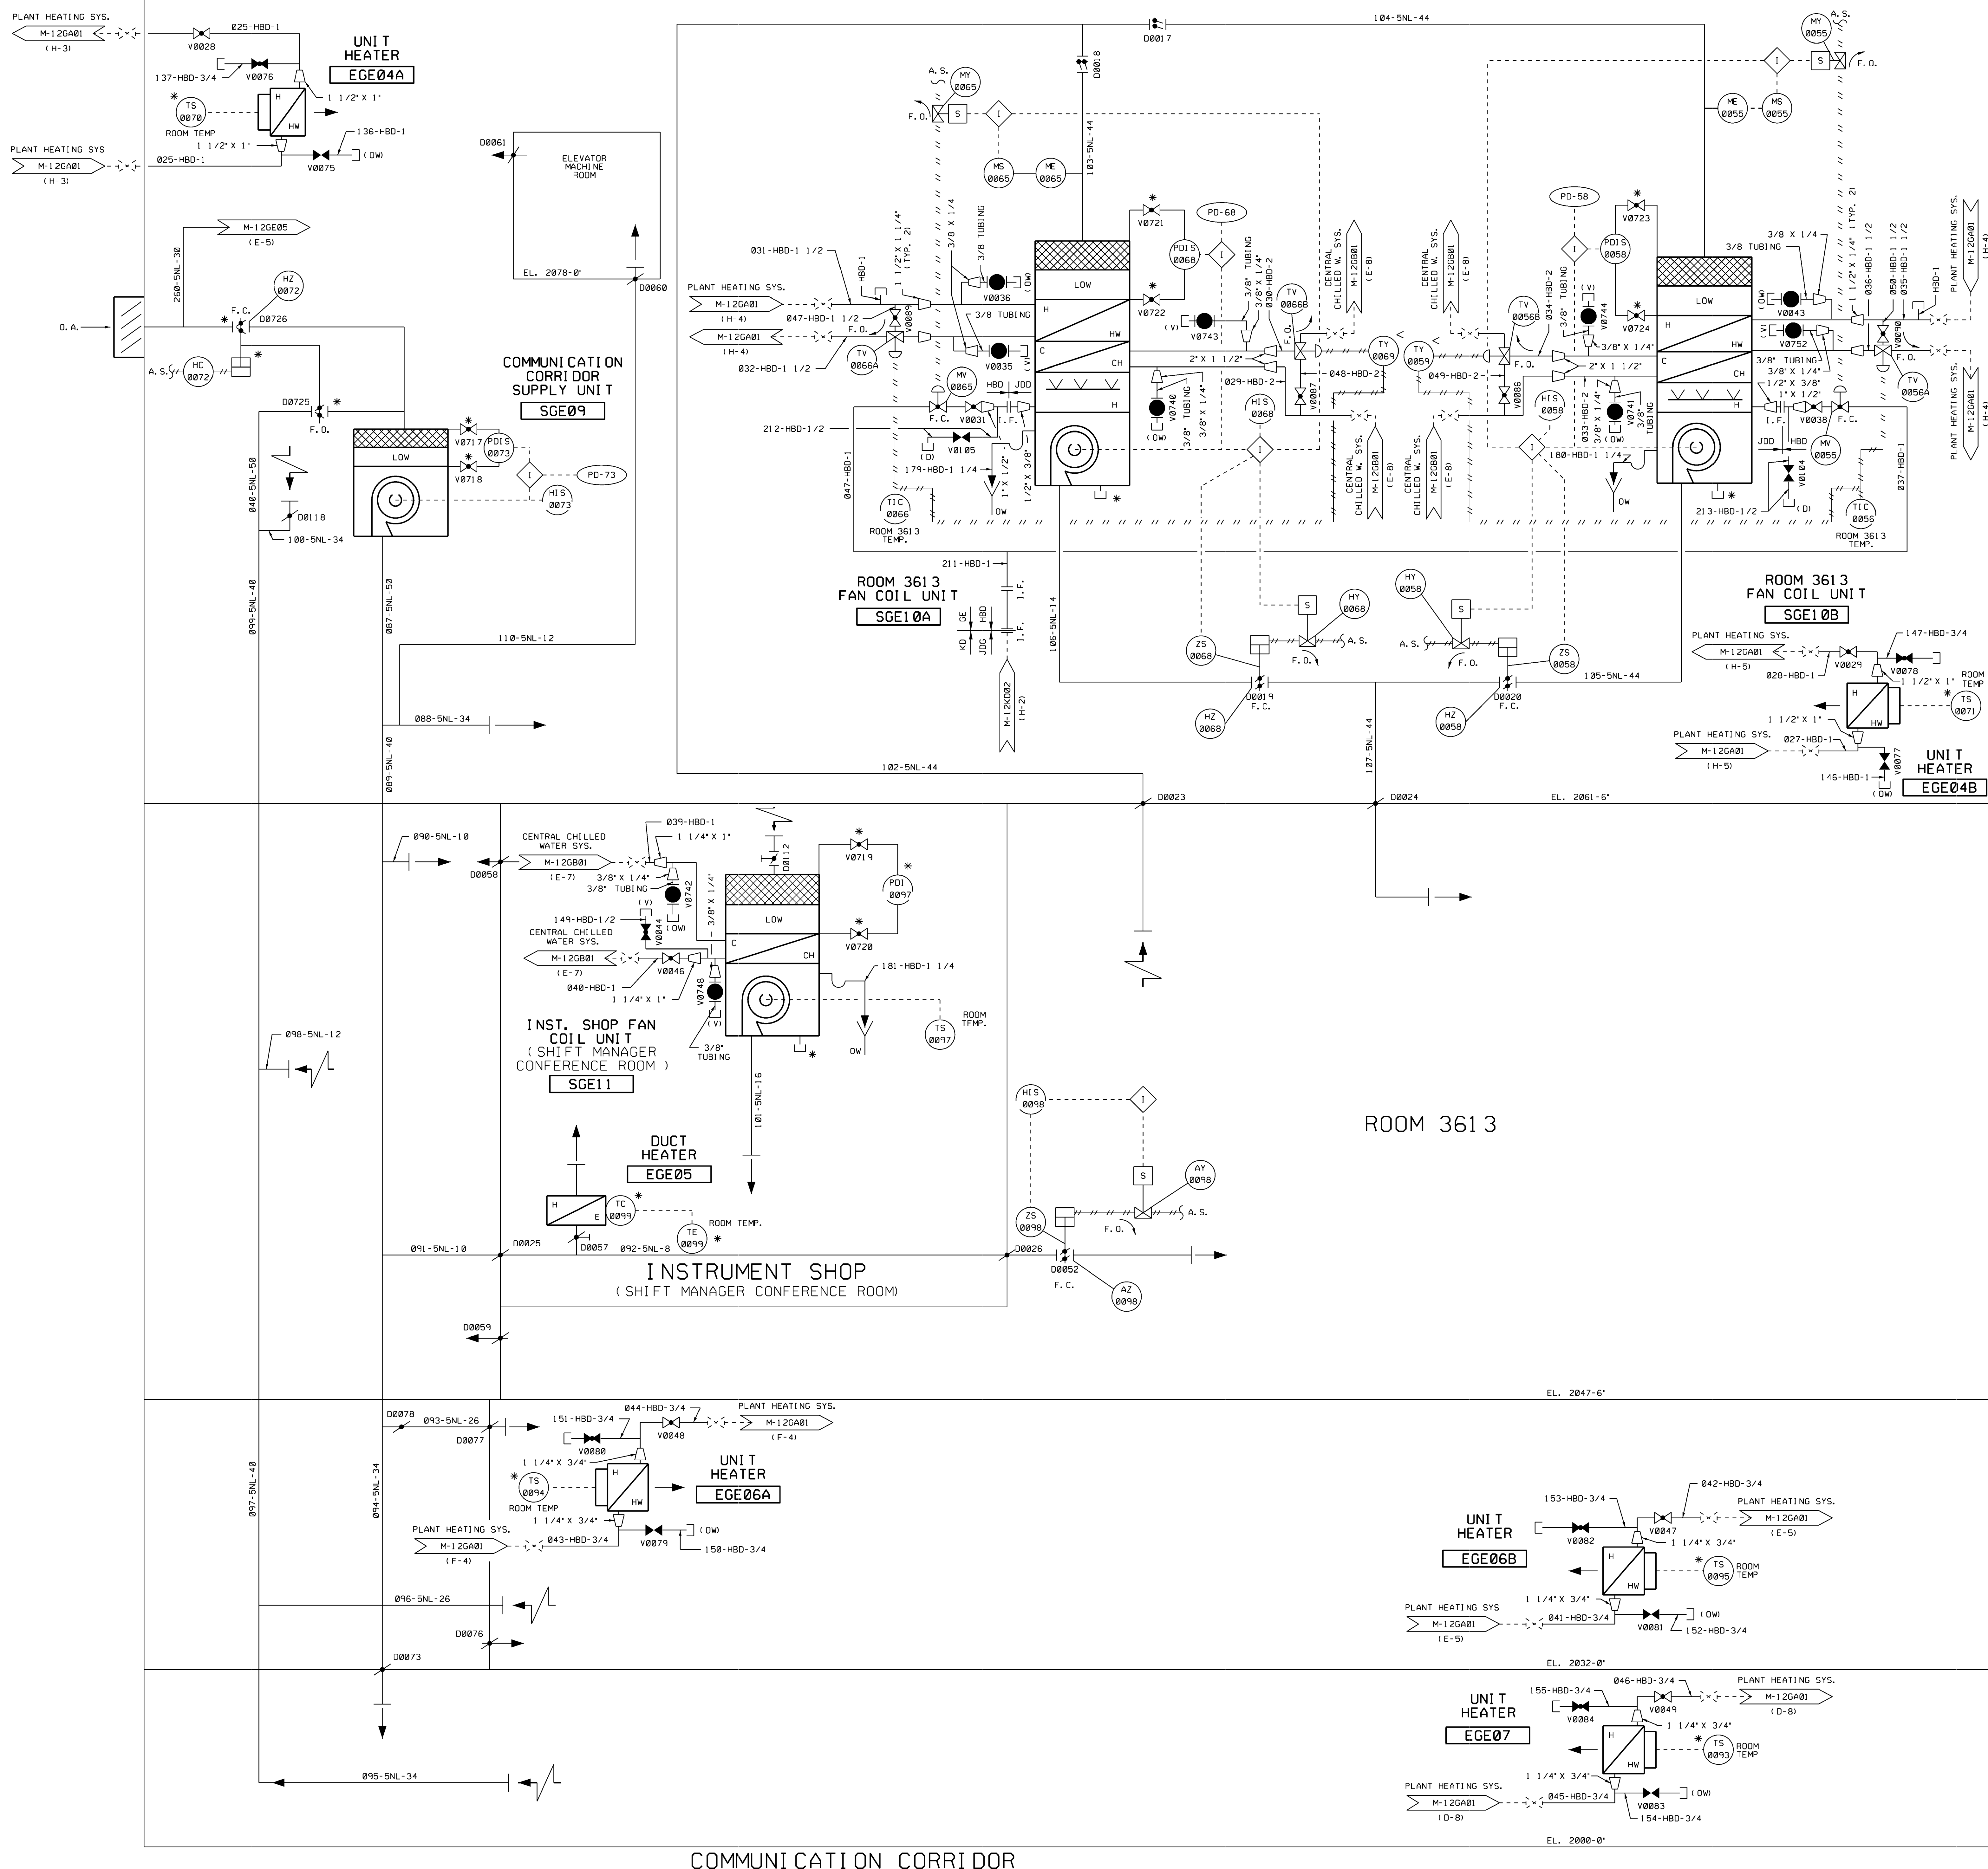 PLANT HEATING SYS.
M-12GA01
(H-3)
V0028
025-HBD-1
137-HBD-3/4
V0076
UNIT
HEATER
EGE04A
1 1/2" X 1"
*
TS
0070
ROOM TEMP
H
HW
1 1/2" X 1"
136-HBD-1
V0075
(OW)
PLANT HEATING SYS
M-12GA01
(H-3)
025-HBD-1
M-12GE05
(E-5)
260-5NL-30
O.A.
HZ
0072
F.C.
*
D0726
*
A.S.
HC
0072
D0725
*
F.O.
COMMUNICATION
CORRIDOR
SUPPLY UNIT
SGE09
LOW
V0717
V0718
PDIS
0073
I
PD-73
HIS
0073
040-5NL-50
D0118
100-5NL-34
099-5NL-40
087-5NL-50
110-5NL-12
088-5NL-34
089-5NL-40
D0061
ELEVATOR
MACHINE
ROOM
EL. 2078-0"
D0060
104-5NL-44
D0017
D0018
103-5NL-44
A.S.
MY
0065
F.O.
S
I
MS
0065
ME
0065
PLANT HEATING SYS.
M-12GA01
(H-4)
M-12GA01
(H-4)
031-HBD-1 1/2
HBD-1
047-HBD-1 1/2
F.O.
032-HBD-1 1/2
V0089
1 1/2" X 1 1/4"
(TYP. 2)
3/8 X 1/4
3/8 TUBING
V0036
(OW)
3/8 TUBING
V0035
(V)
TV
0066A
MV
0065
F.C.
V0031
HBD
JDD
I.F.
212-HBD-1/2
V0105
(D)
179-HBD-1 1/4
1" X 1/2"
1/2" X 3/8"
OW
047-HBD-1
TIC
0066
ROOM 3613
TEMP.
LOW
H
HW
C
CH
H
*
V0721
*
V0722
PDIS
0068
PD-68
I
V0743
(V)
3/8" TUBING
3/8" X 1/4"
030-HBD-2
TV
0066B
F.O.
2" X 1 1/2"
029-HBD-2
048-HBD-2
V0087
V0740
(OW)
3/8" TUBING
3/8" X 1/4"
HIS
0068
I
TY
0069
CENTRAL
CHILLED W. SYS.
M-12GB01
(E-8)
CENTRAL
CHILLED W. SYS.
M-12GB01
(E-8)
*
ROOM 3613
FAN COIL UNIT
SGE10A
211-HBD-1
I.F.
I.F.
KD
GE
JDG
HBD
M-12KD02
(H-2)
106-5NL-14
ZS
0068
S
HY
0068
F.O.
A.S.
D0019
F.C.
HZ
0068
MY
0055
A.S.
F.O.
S
I
ME
0055
MS
0055
CENTRAL
CHILLED W. SYS.
M-12GB01
(E-8)
CENTRAL
CHILLED W. SYS.
M-12GB01
(E-8)
TY
0059
TV
0056B
034-HBD-2
F.O.
049-HBD-2
V0086
2" X 1 1/2"
PD-58
I
PDIS
0058
*
V0723
*
V0724
3/8" TUBING
V0744
(V)
3/8" X 1/4"
HIS
0058
I
033-HBD-2
3/8" X 1/4"
V0741
3/8"
TUBING
(OW)
180-HBD-1 1/4
OW
LOW
H
HW
C
CH
H
*
3/8 X 1/4
3/8 TUBING
(OW)
V0043
(V)
V0752
3/8" TUBING
3/8" X 1/4"
1 1/2" X 1/4" (TYP. 2)
036-HBD-1 1/2
050-HBD-1 1/2
035-HBD-1 1/2
HBD-1
V0090
F.O.
TV
0056A
1/2" X 3/8"
1" X 1/2"
I.F.
V0038
F.C.
MV
0055
JDD
HBD
V0104
213-HBD-1/2
(D)
TIC
0056
ROOM 3613
TEMP.
037-HBD-1
PLANT HEATING SYS.
M-12GA01
(H-4)
M-12GA01
(H-4)
PLANT HEATING SYS.
HY
0058
S
A.S.
F.O.
ZS
0058
D0020
F.C.
HZ
0058
105-5NL-44
107-5NL-44
ROOM 3613
FAN COIL UNIT
SGE10B
PLANT HEATING SYS.
M-12GA01
(H-5)
V0029
028-HBD-1
147-HBD-3/4
V0078
1 1/2" X 1"
ROOM
TEMP
*
TS
0071
H
HW
1 1/2" X 1"
PLANT HEATING SYS.
M-12GA01
(H-5)
027-HBD-1
V0077
146-HBD-1
(OW)
UNIT
HEATER
EGE04B
102-5NL-44
D0023
D0024
EL. 2061-6"
090-5NL-10
D0058
CENTRAL CHILLED
WATER SYS.
M-12GB01
(E-7)
039-HBD-1
1 1/4" X 1"
3/8" X 1/4"
3/8" TUBING
V0742
(OW)
3/8" X 1/4"
149-HBD-1/2
(V)
V0044
CENTRAL CHILLED
WATER SYS.
M-12GB01
(E-7)
V0046
040-HBD-1
1 1/4" X 1"
V0748
(V)
3/8"
TUBING
D0112
LOW
C
CH
*
V0719
*
V0720
PDI
0097
*
181-HBD-1 1/4
OW
*
ROOM
TEMP.
TS
0097
INST. SHOP FAN
COIL UNIT
(SHIFT MANAGER
CONFERENCE ROOM )
SGE11
101-5NL-16
098-5NL-12
DUCT
HEATER
EGE05
H
E
TC
0099
*
TE
0099
ROOM TEMP.
*
D0057
091-5NL-10
D0025
092-5NL-8
D0026
INSTRUMENT SHOP
(SHIFT MANAGER CONFERENCE ROOM)
HIS
0098
I
S
AY
0098
ZS
0098
F.O.
A.S.
D0052
F.C.
AZ
0098
ROOM 3613
D0059
EL. 2047-6"
D0078
093-5NL-26
D0077
151-HBD-3/4
V0080
044-HBD-3/4
V0048
PLANT HEATING SYS.
M-12GA01
(F-4)
1 1/4" X 3/4"
*
TS
0094
ROOM TEMP
H
HW
UNIT
HEATER
EGE06A
1 1/4" X 3/4"
PLANT HEATING SYS.
M-12GA01
(F-4)
043-HBD-3/4
V0079
(OW)
150-HBD-3/4
097-5NL-40
094-5NL-34
096-5NL-26
D0076
D0073
UNIT
HEATER
EGE06B
153-HBD-3/4
V0082
042-HBD-3/4
V0047
PLANT HEATING SYS.
M-12GA01
(E-5)
1 1/4" X 3/4"
H
HW
*
TS
0095
ROOM
TEMP
1 1/4" X 3/4"
PLANT HEATING SYS
M-12GA01
(E-5)
041-HBD-3/4
V0081
(OW)
152-HBD-3/4
EL. 2032-0"
UNIT
HEATER
EGE07
155-HBD-3/4
V0084
046-HBD-3/4
V0049
PLANT HEATING SYS.
M-12GA01
(D-8)
1 1/4" X 3/4"
H
HW
*
TS
0093
ROOM
TEMP
1 1/4" X 3/4"
PLANT HEATING SYS.
M-12GA01
(D-8)
045-HBD-3/4
V0083
(OW)
154-HBD-3/4
095-5NL-34
EL. 2000-0"
COMMUNICATION CORRIDOR